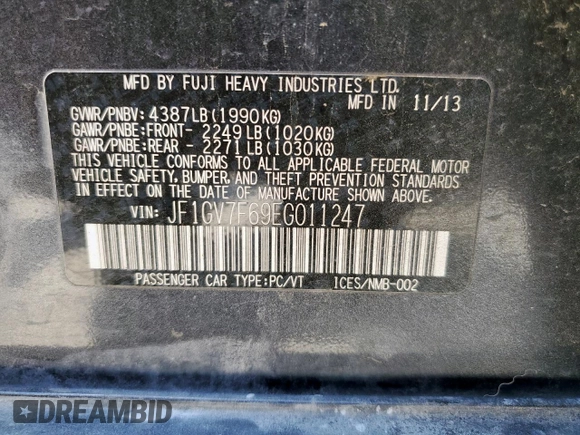 MFD BY FUJI HEAVY INDUSTRIES LTD.
MFD IN 11/13
GVWR/PNBV: 4387LB(1990KG)
GAWR/PNBE:FRONT- 2249LB(1020KG)
GAWR/PNBE:REAR - 2271LB(1030KG)
THIS VEHICLE CONFORMS TO ALL APPLICABLE FEDERAL MOTOR
VEHICLE SAFETY, BUMPER, AND THEFT PREVENTION STANDARDS
IN EFFECT ON THE DATE OF MANUFACTURE SHOWN ABOVE.
VIN: JF1GV7F69EG011247
PASSENGER CAR TYPE:PC/VT ICES/NMB-002
DREAMBID